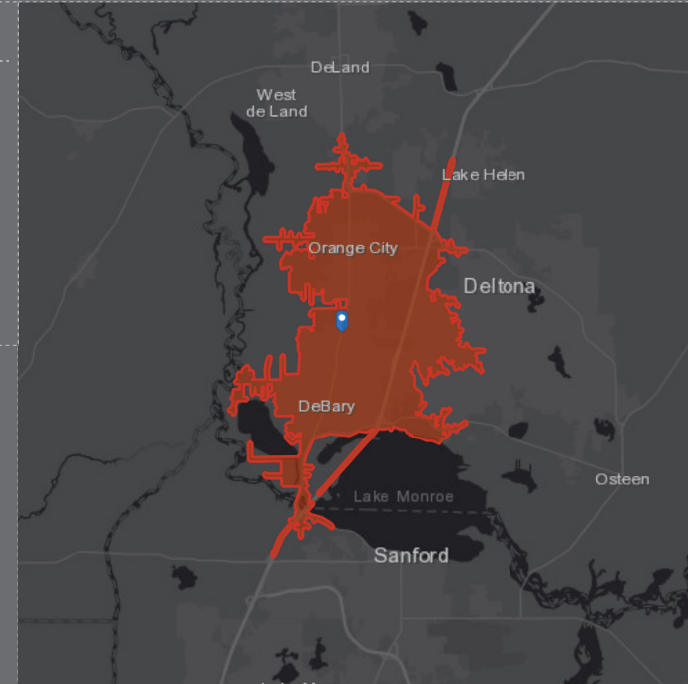 DeLand
West
de Land
Lake Helen
Orange City
Deltona
DeBary
Osteen
Lake Monroe
Sanford